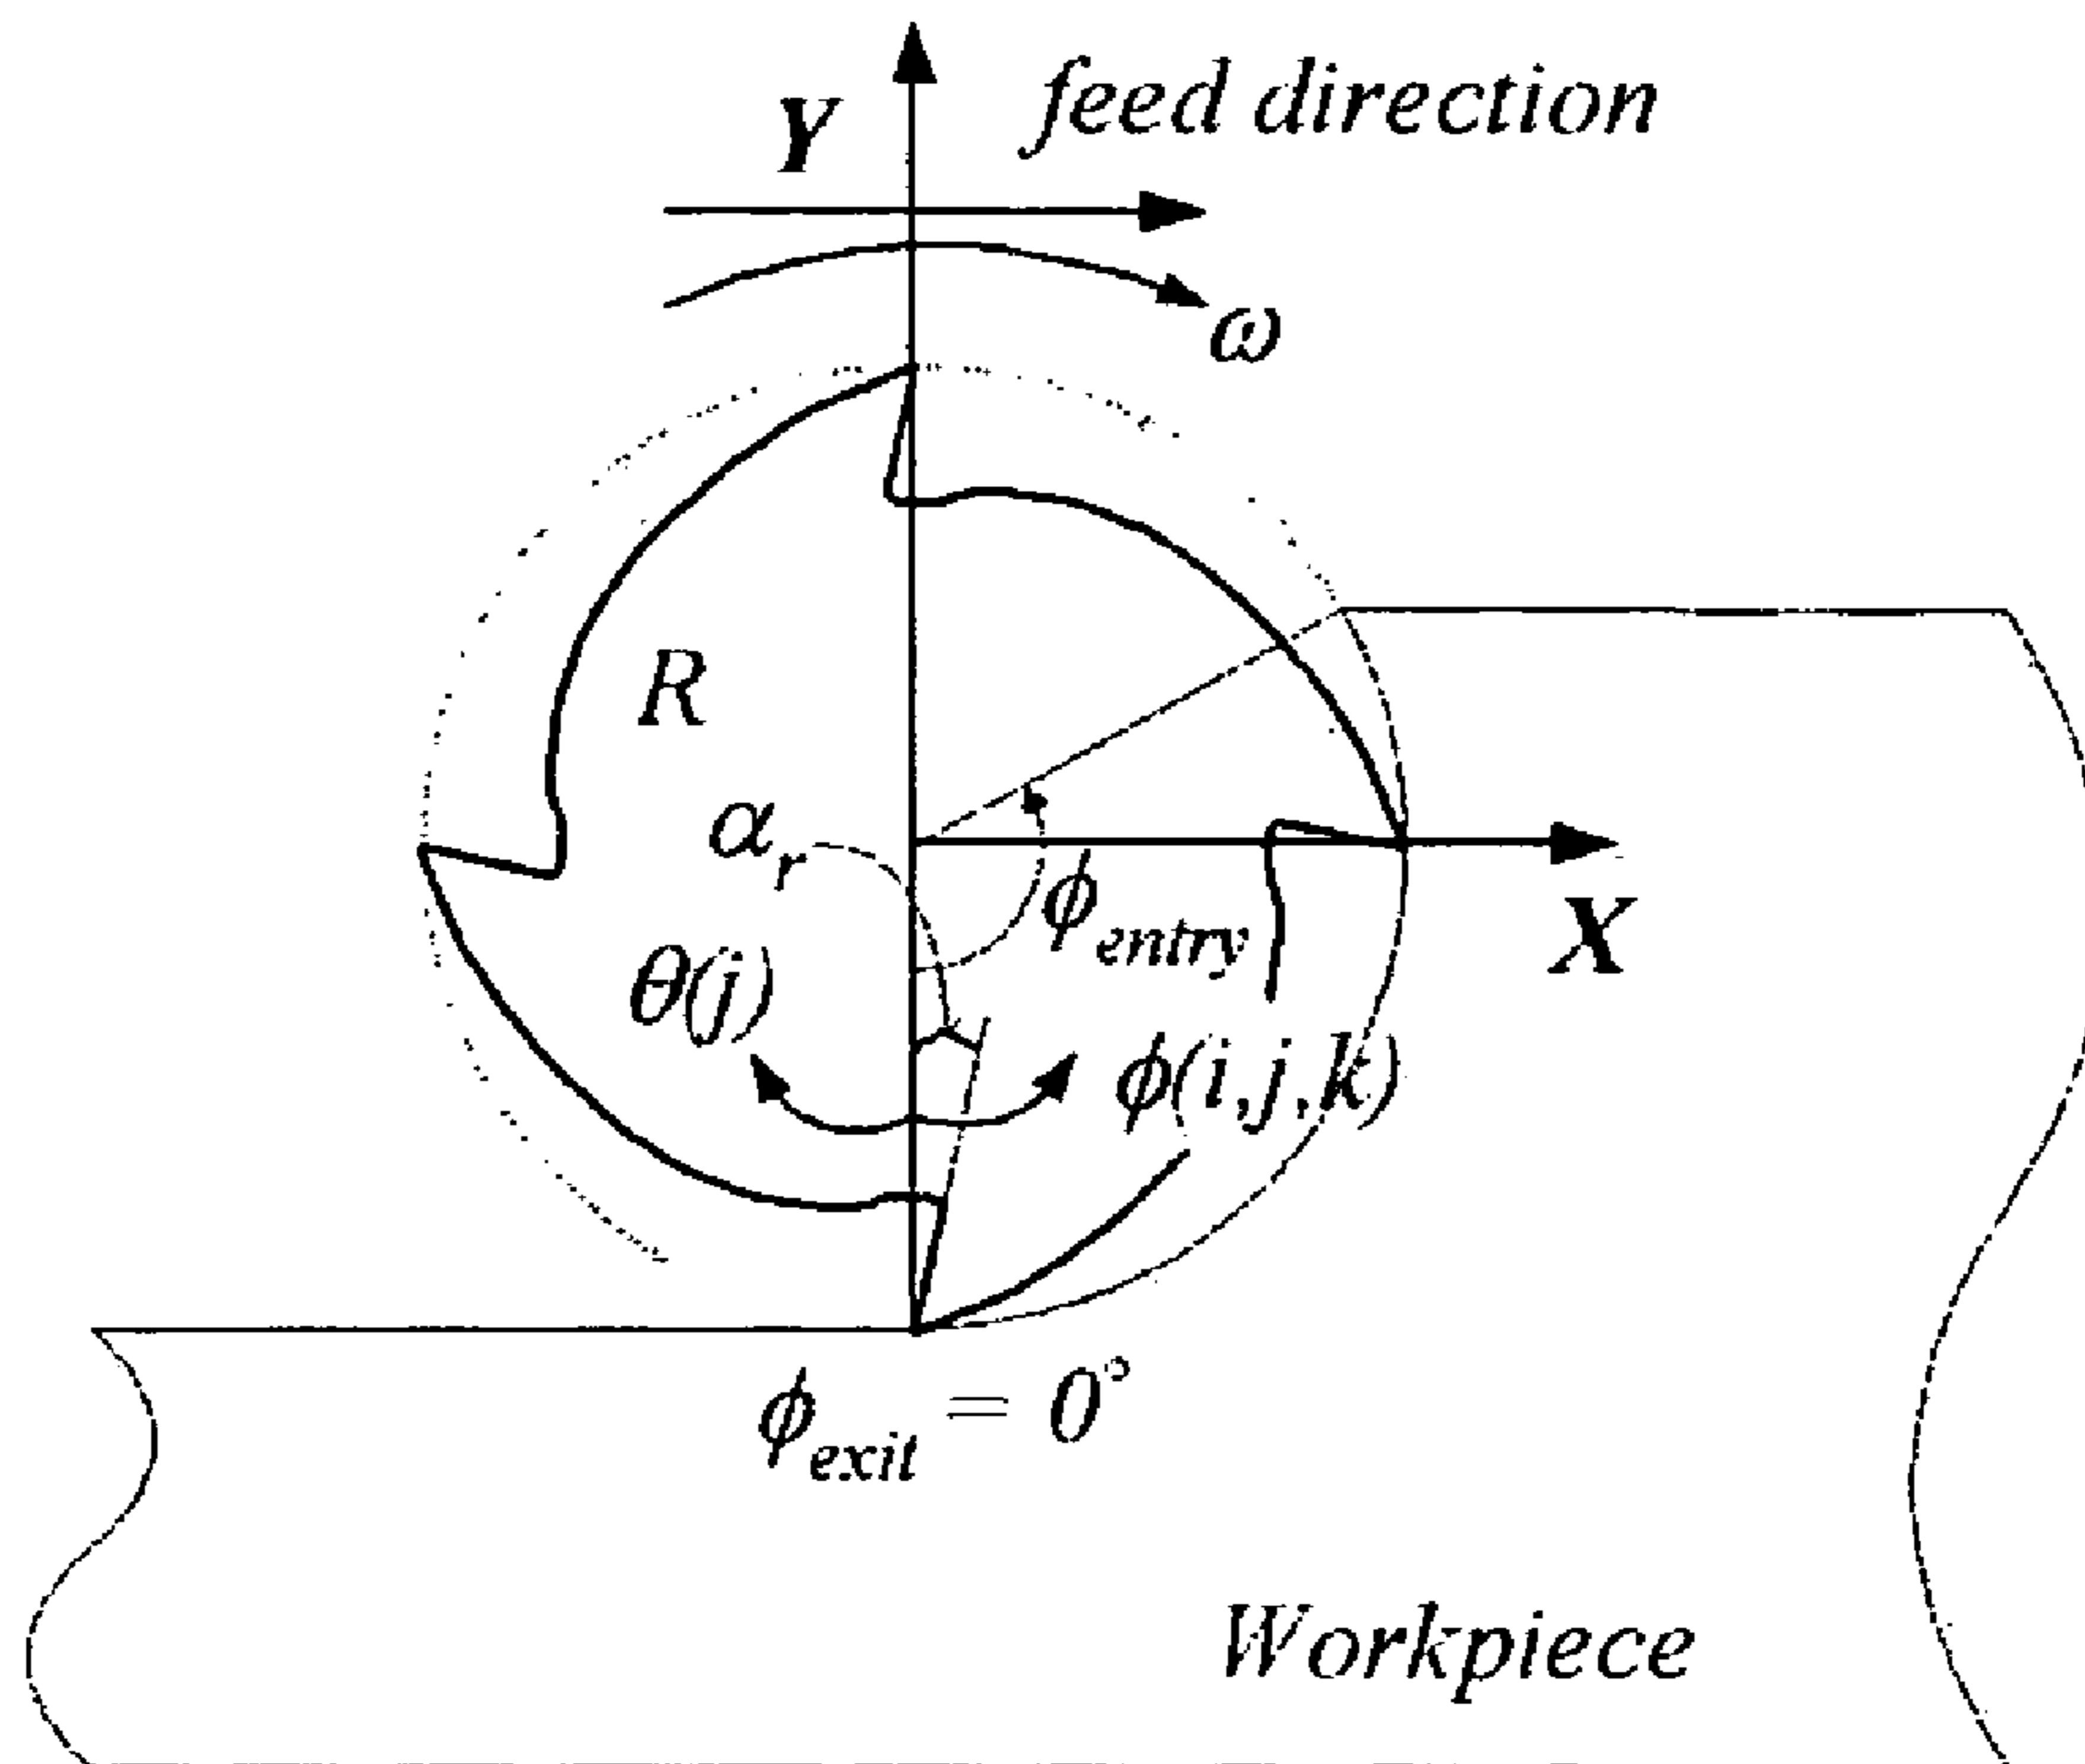 Y
feed direction
ω
R
α_r
ϕ_entry
X
θ(j)
ϕ(i,j,k)
ϕ_exit = 0°
Workpiece